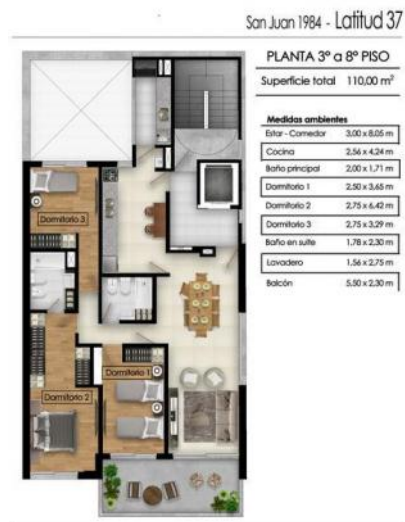 San Juan 1984 - Latitud 37
PLANTA 3º a 8º PISO
Superficie total 110,00 m²
Medidas ambientes
Estar - Comedor 3,00 x 8,05 m
Cocina 2,56 x 4,24 m
Baño principal 2,00 x 1,71 m
Dormitorio 1 2,50 x 3,65 m
Dormitorio 2 2,75 x 6,42 m
Dormitorio 3 2,75 x 3,29 m
Baño en suite 1,78 x 2,30 m
Lavadero 1,56 x 2,75 m
Balcón 5,50 x 2,30 m
Dormitorio 3
Dormitorio 1
Dormitorio 2